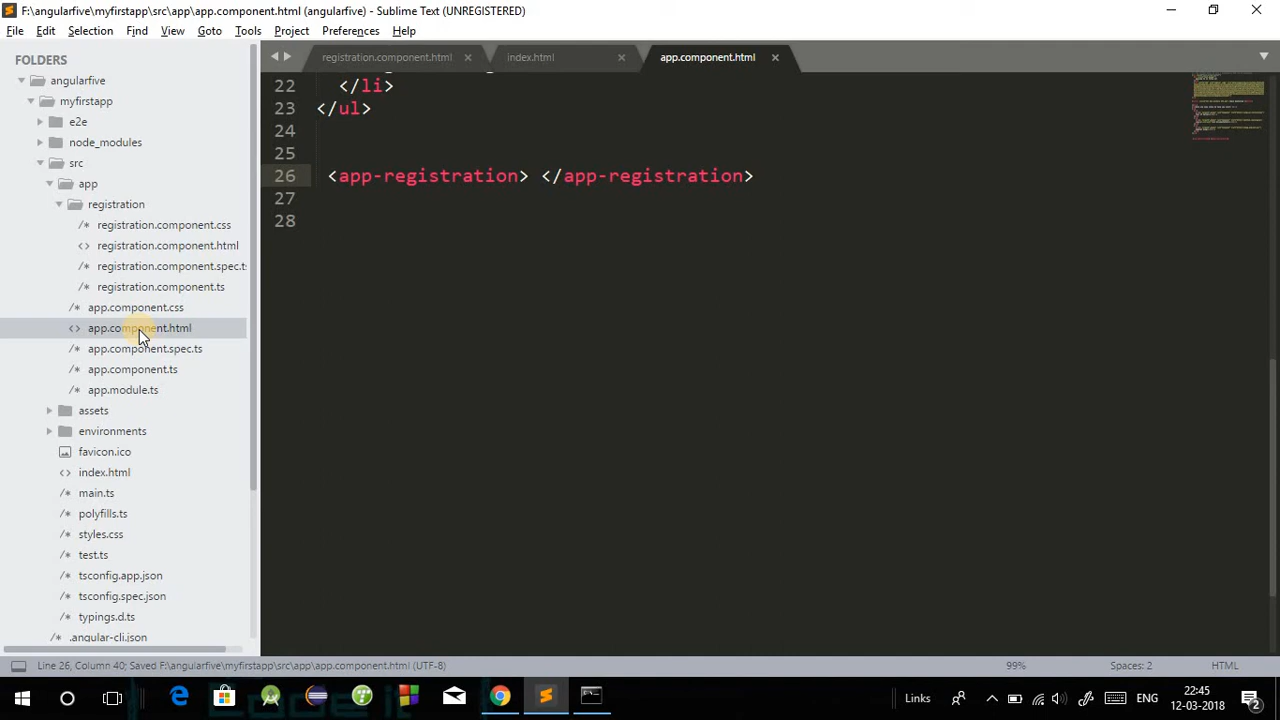 F:\angularfive\myfirstapp\src\app\app.component.html (angularfive) - Sublime Text (UNREGISTERED)
File Edit Selection Find View Goto Tools Project Preferences Help
FOLDERS
angularfive
myfirstapp
e2e
node_modules
src
app
registration
registration.component.css
registration.component.html
registration.component.spec.ts
registration.component.ts
app.component.css
app.component.html
app.component.spec.ts
app.component.ts
app.module.ts
assets
environments
favicon.ico
index.html
main.ts
polyfills.ts
styles.css
test.ts
tsconfig.app.json
tsconfig.spec.json
typings.d.ts
.angular-cli.json
registration.component.html index.html app.component.html
22 </li>
23 </ul>
24
25
26 <app-registration> </app-registration>
27
28
Line 26, Column 40; Saved F:\angularfive\myfirstapp\src\app\app.component.html (UTF-8) 99% Spaces: 2 HTML
Links ENG 22:45
12-03-2018 2